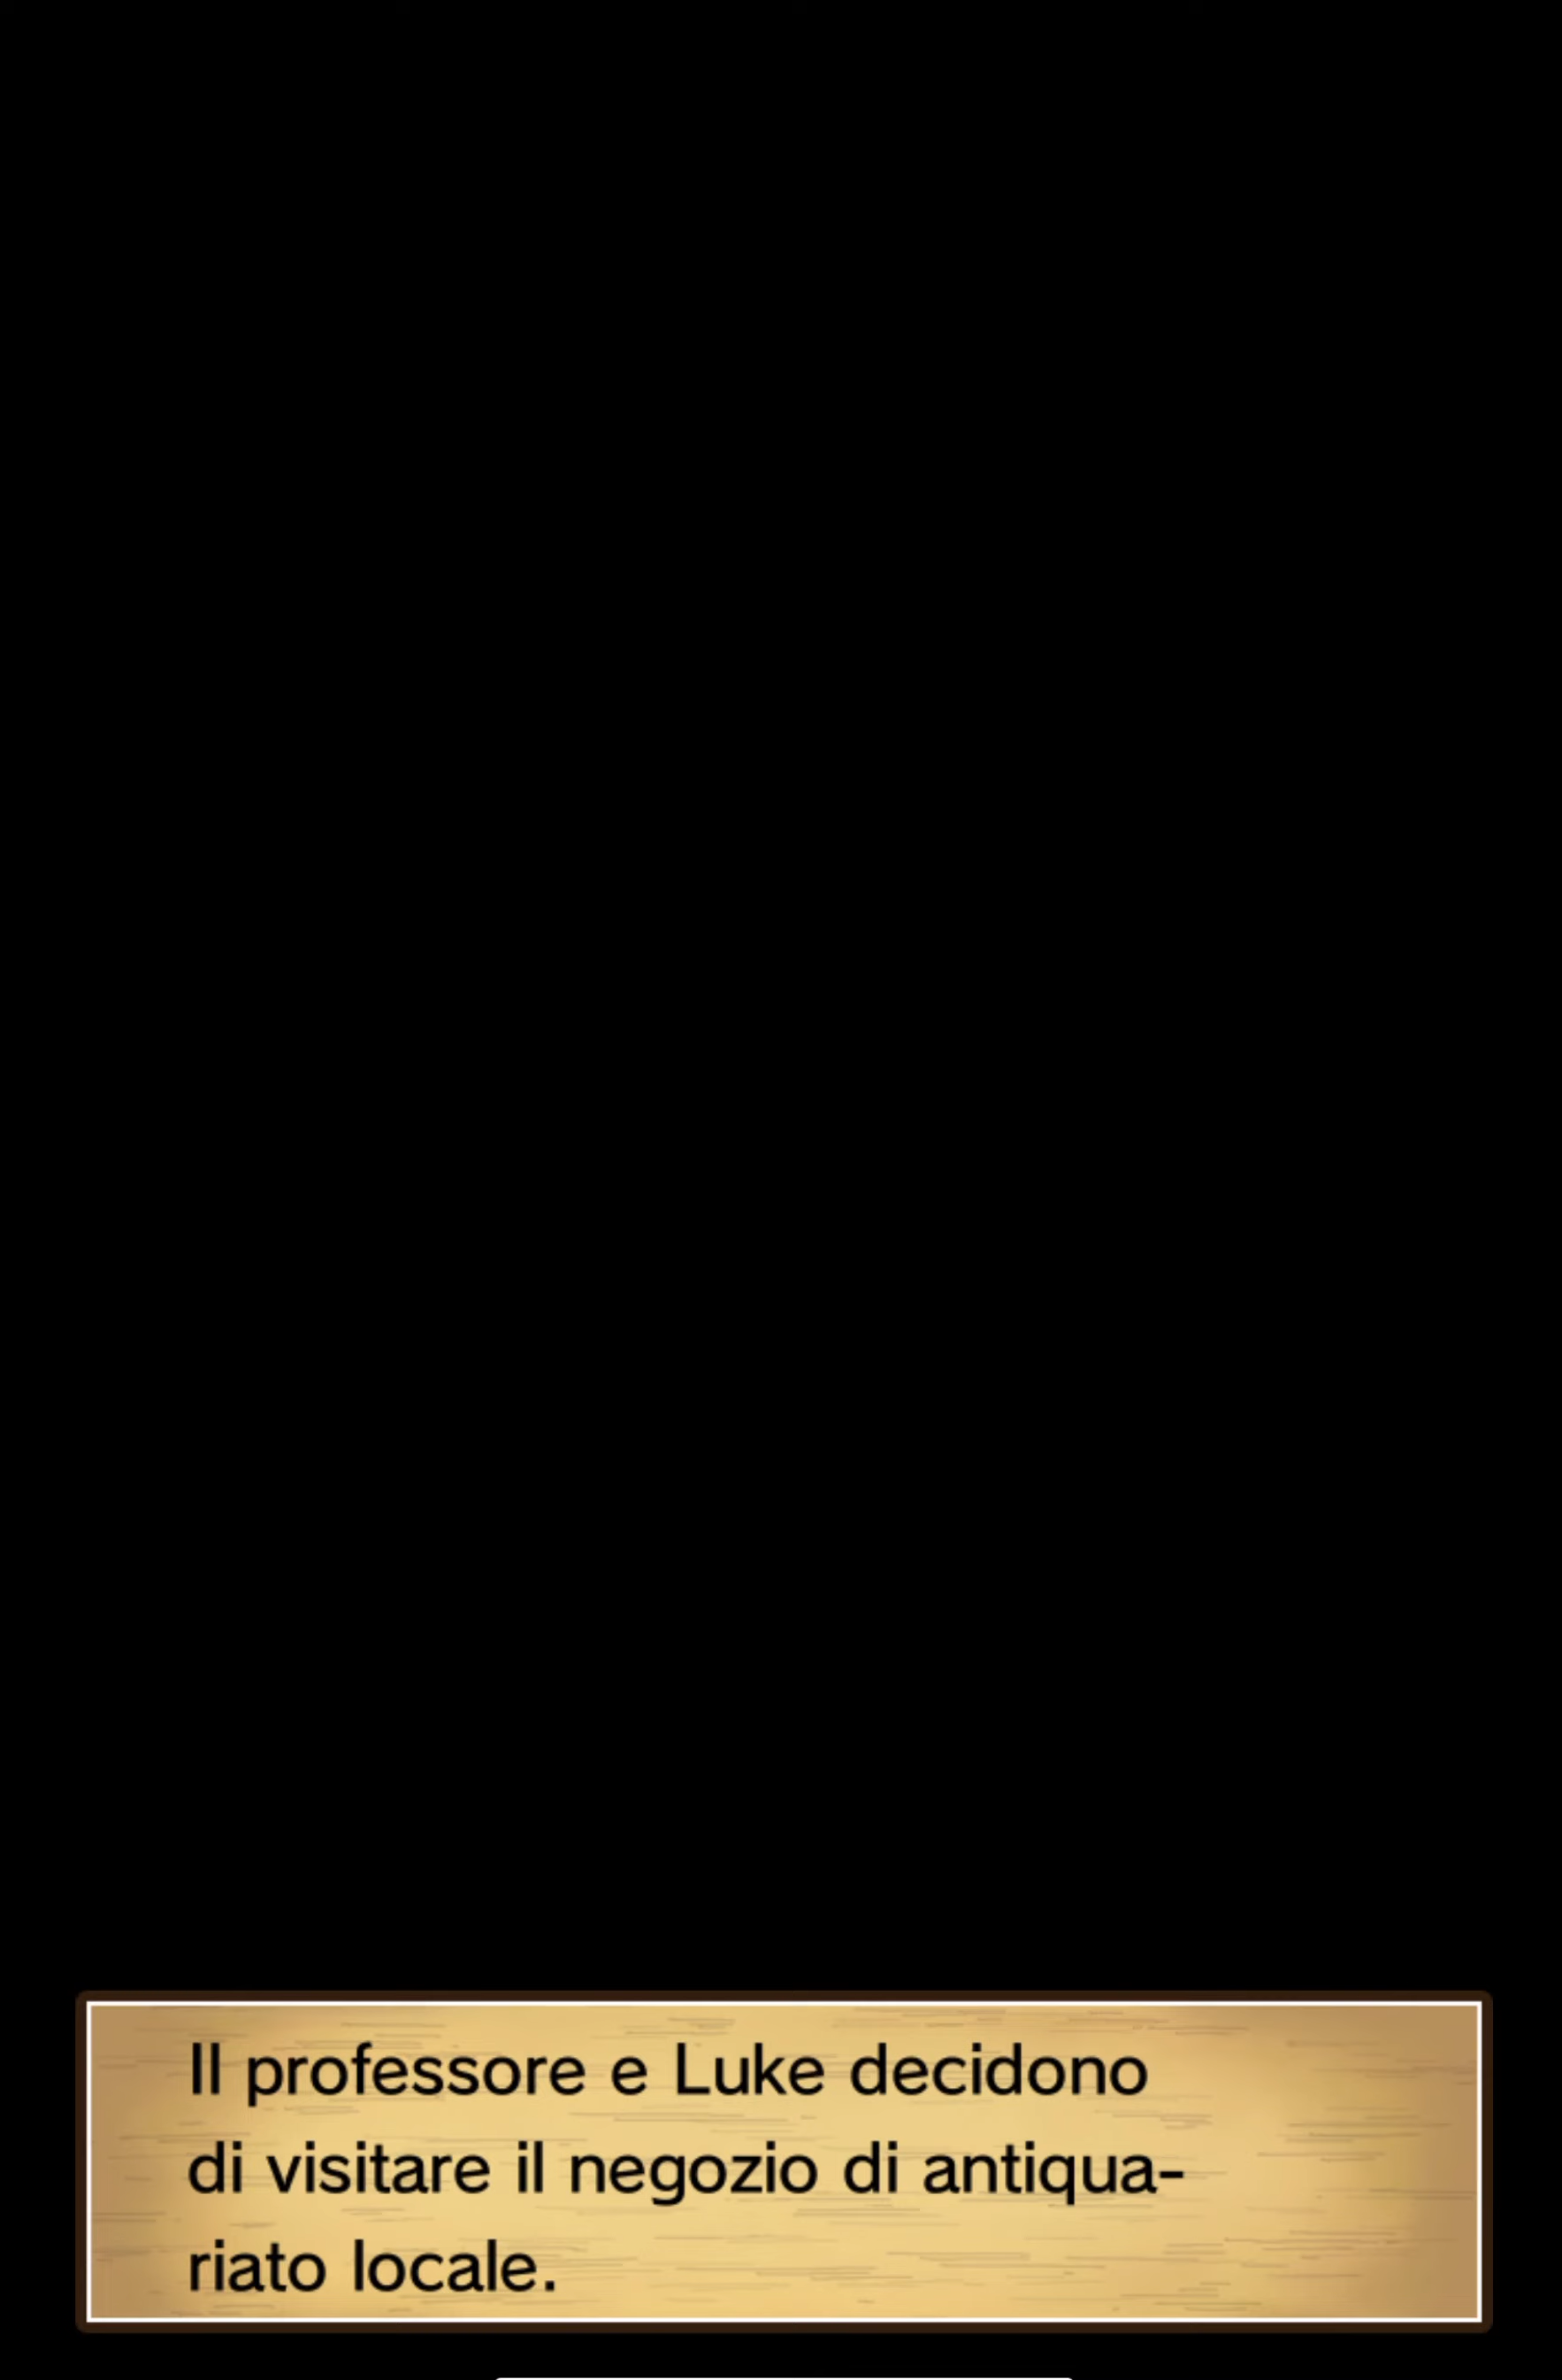 Il professore e Luke decidono
di visitare il negozio di antiqua-
riato locale.